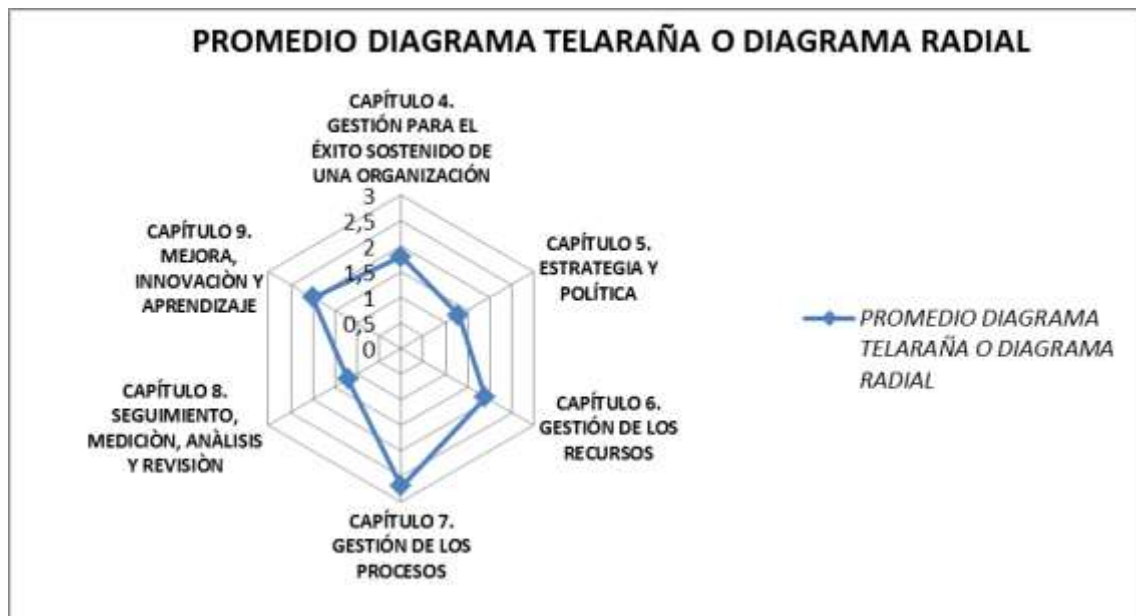 PROMEDIO DIAGRAMA TELARAÑA O DIAGRAMA RADIAL
CAPÍTULO 4.
GESTIÓN PARA EL
ÉXITO SOSTENIDO DE
UNA ORGANIZACIÓN
3
2,5
2
1,5
1
0,5
0
CAPÍTULO 5.
ESTRATEGIA Y
POLÍTICA
CAPÍTULO 6.
GESTIÓN DE LOS
RECURSOS
CAPÍTULO 7.
GESTIÓN DE LOS
PROCESOS
CAPÍTULO 8.
SEGUIMIENTO,
MEDICIÒN, ANÀLISIS
Y REVISIÒN
CAPÍTULO 9.
MEJORA,
INNOVACIÒN Y
APRENDIZAJE
PROMEDIO DIAGRAMA
TELARAÑA O DIAGRAMA
RADIAL